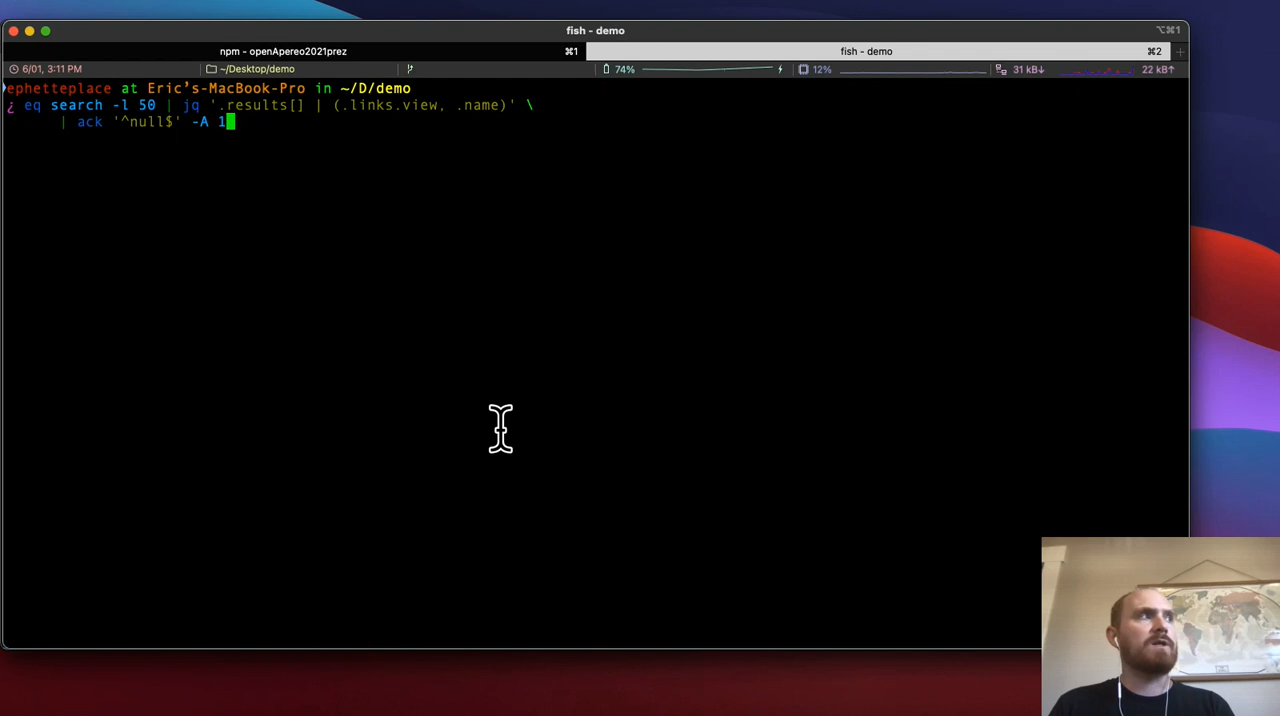 fish - demo
⌥⌘1
npm - openApereo2021prez ⌘1 fish - demo ⌘2 +
6/01, 3:11 PM ~/Desktop/demo 74% 12% 31 kB↓ 22 kB↑
ephetteplace at Eric’s-MacBook-Pro in ~/D/demo
¿ eq search -l 50 | jq '.results[] | (.links.view, .name)' \
| ack '^null$' -A 1